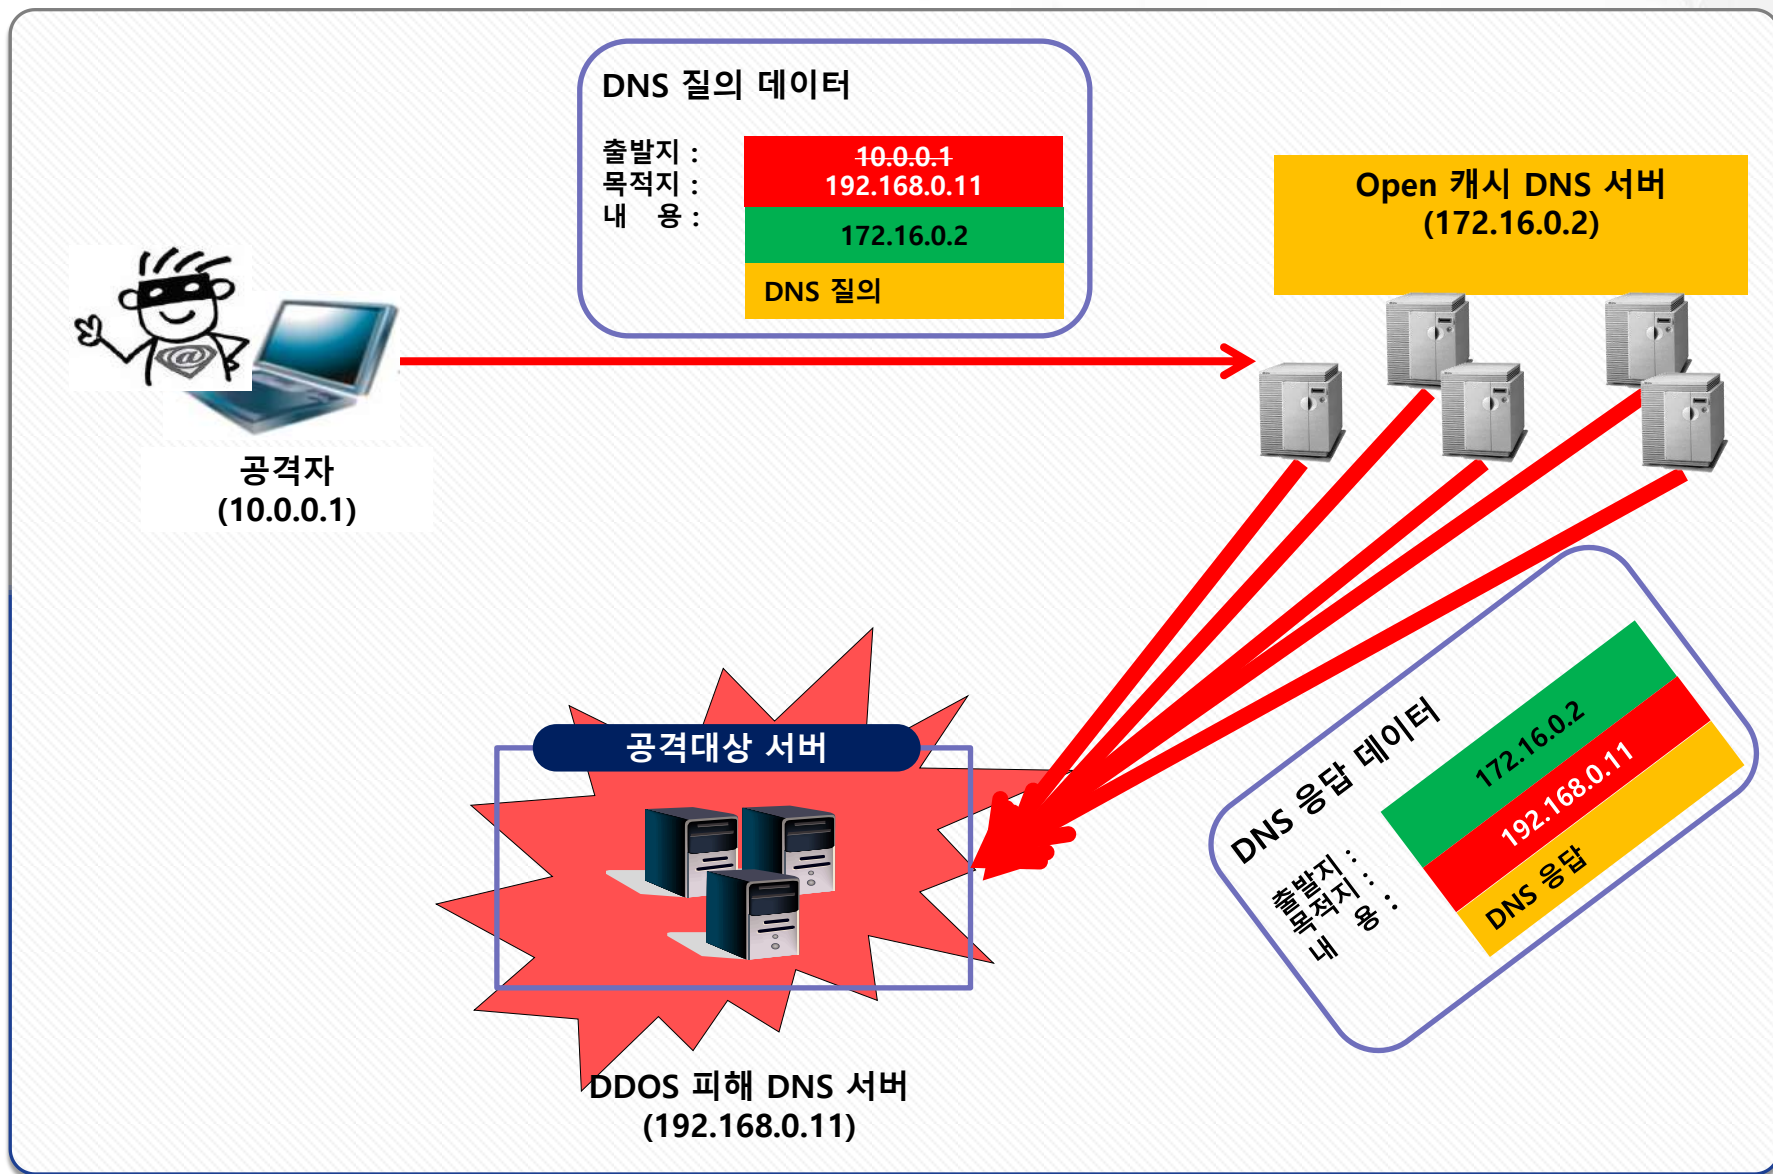 DNS 질의 데이터
출발지 :
목적지 :
내 용 :
10.0.0.1
192.168.0.11
172.16.0.2
DNS 질의
Open 캐시 DNS 서버
(172.16.0.2)
@
공격자
(10.0.0.1)
DNS 응답 데이터
출발지 :
목적지 :
내 용 :
172.16.0.2
192.168.0.11
DNS 응답
공격대상 서버
DDOS 피해 DNS 서버
(192.168.0.11)